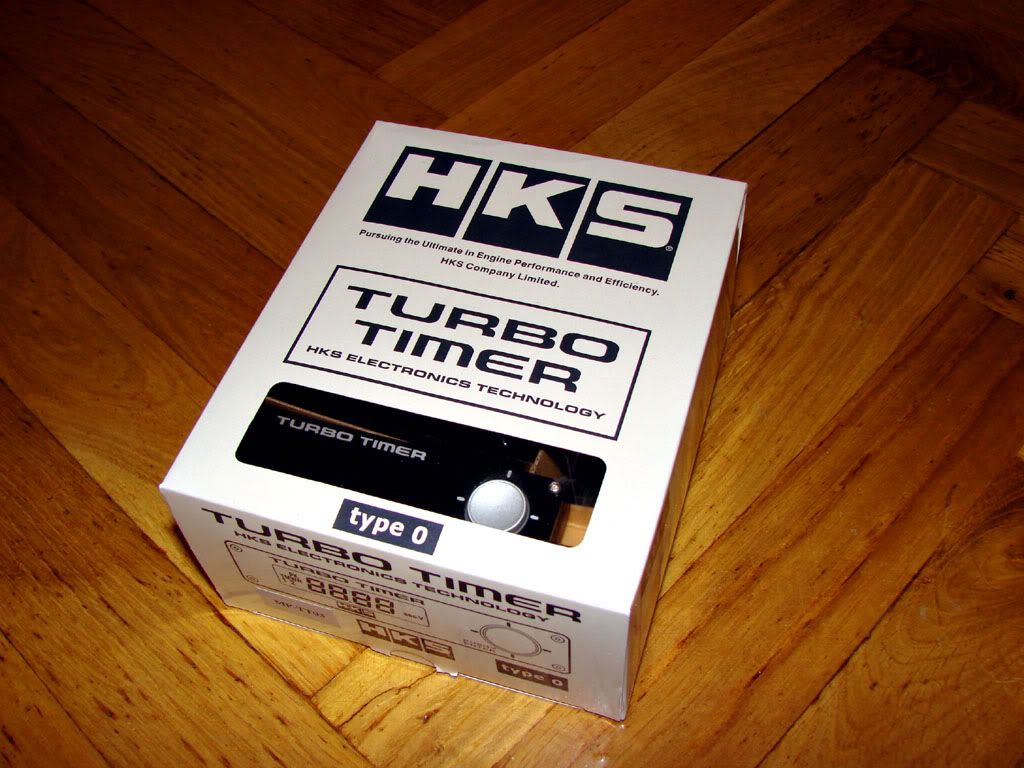 HKS
Pursuing the Ultimate in Engine Performance and Efficiency.
HKS Company Limited.
TURBO
TIMER
HKS ELECTRONICS TECHNOLOGY
TURBO TIMER
type 0
TURBO TIMER
HKS ELECTRONICS TECHNOLOGY
TURBO TIMER
8888
HKS
type 0